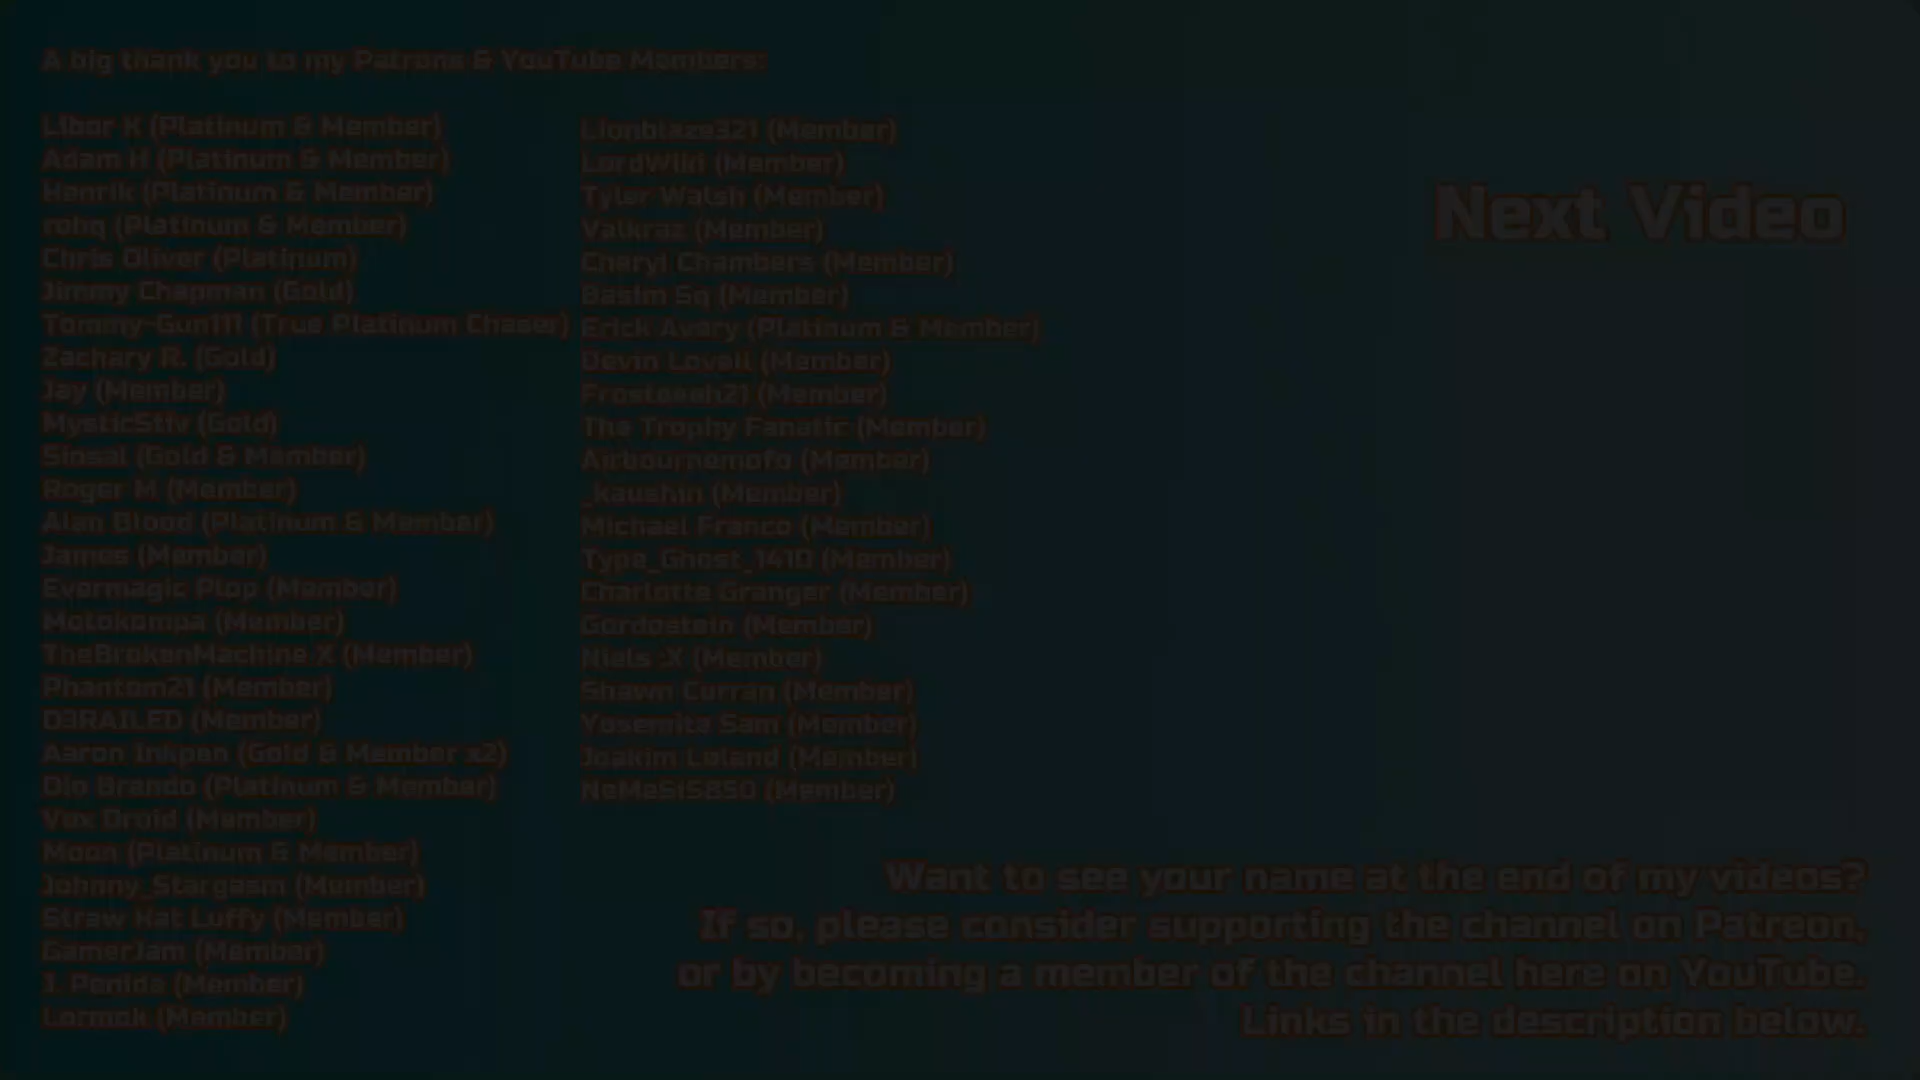 A big thank you to my Patrons & YouTube Members:
Libor K (Platinum & Member)
Adam H (Platinum & Member)
Henrik (Platinum & Member)
robq (Platinum & Member)
Chris Oliver (Platinum)
Jimmy Chapman (Gold)
Tommy-Gun111 (True Platinum Chaser)
Zachary R. (Gold)
Jay (Member)
MysticStiv (Gold)
Sinsal (Gold & Member)
Roger M (Member)
Alan Blood (Platinum & Member)
James (Member)
Evermagic Plop (Member)
Motokompa (Member)
TheBrokenMachine X (Member)
Phantom21 (Member)
D3RAILED (Member)
Aaron Inkpen (Gold & Member x2)
Dio Brando (Platinum & Member)
Vox Druid (Member)
Moon (Platinum & Member)
Johnny_Stargasm (Member)
Straw Hat Luffy (Member)
GamerJam (Member)
J. (Member)
Lormok (Member)
Lionblaze321 (Member)
LordWiki (Member)
Tyler Walsh (Member)
Valkraz (Member)
Cheryl Chambers (Member)
Basim Sq (Member)
Erick Avery (Platinum & Member)
Devin Lovell (Member)
Frosteeeh21 (Member)
The Trophy Fanatic (Member)
Airbournemofo (Member)
_kaushin (Member)
Michael Franco (Member)
Type_Ghost_1410 (Member)
Charlotte Granger (Member)
Gordostein (Member)
Niels :X (Member)
Shawn Curran (Member)
Yosemite Sam (Member)
Joakim Løland (Member)
NeMeSiS850 (Member)
Next Video
Want to see your name at the end of my videos?
If so, please consider supporting the channel on Patreon,
or by becoming a member of the channel here on YouTube.
Links in the description below.